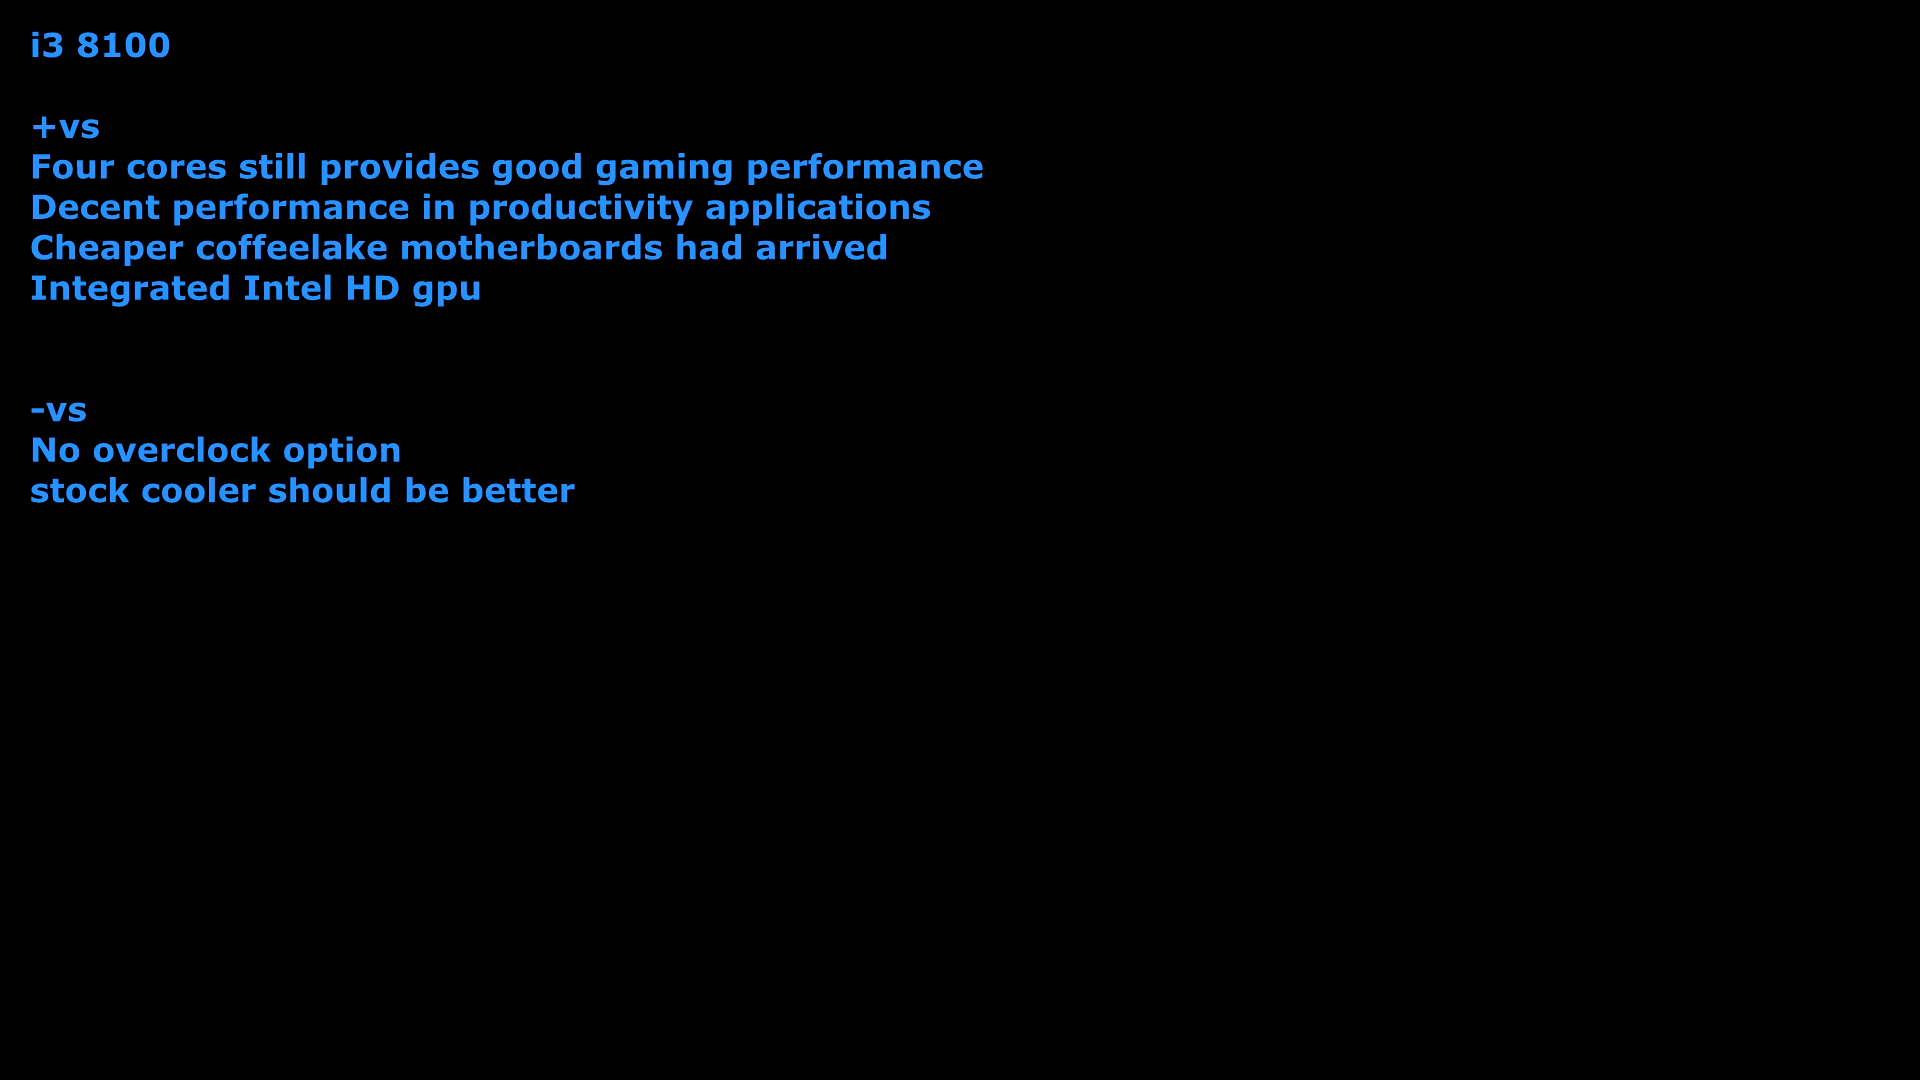 i3 8100
+vs
Four cores still provides good gaming performance
Decent performance in productivity applications
Cheaper coffeelake motherboards had arrived
Integrated Intel HD gpu
-vs
No overclock option
stock cooler should be better